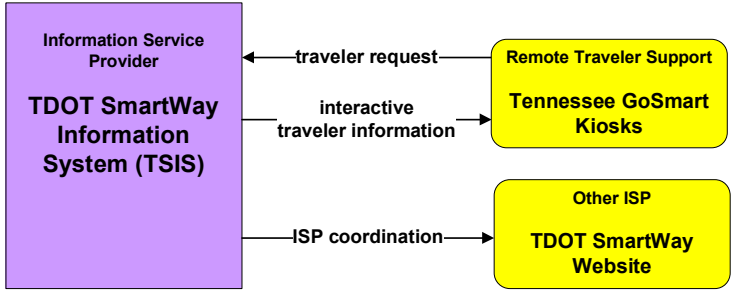 Information Service
Provider
TDOT SmartWay
Information
System (TSIS)
traveler request
interactive
traveler information
ISP coordination
Remote Traveler Support
Tennessee GoSmart
Kiosks
Other ISP
TDOT SmartWay
Website